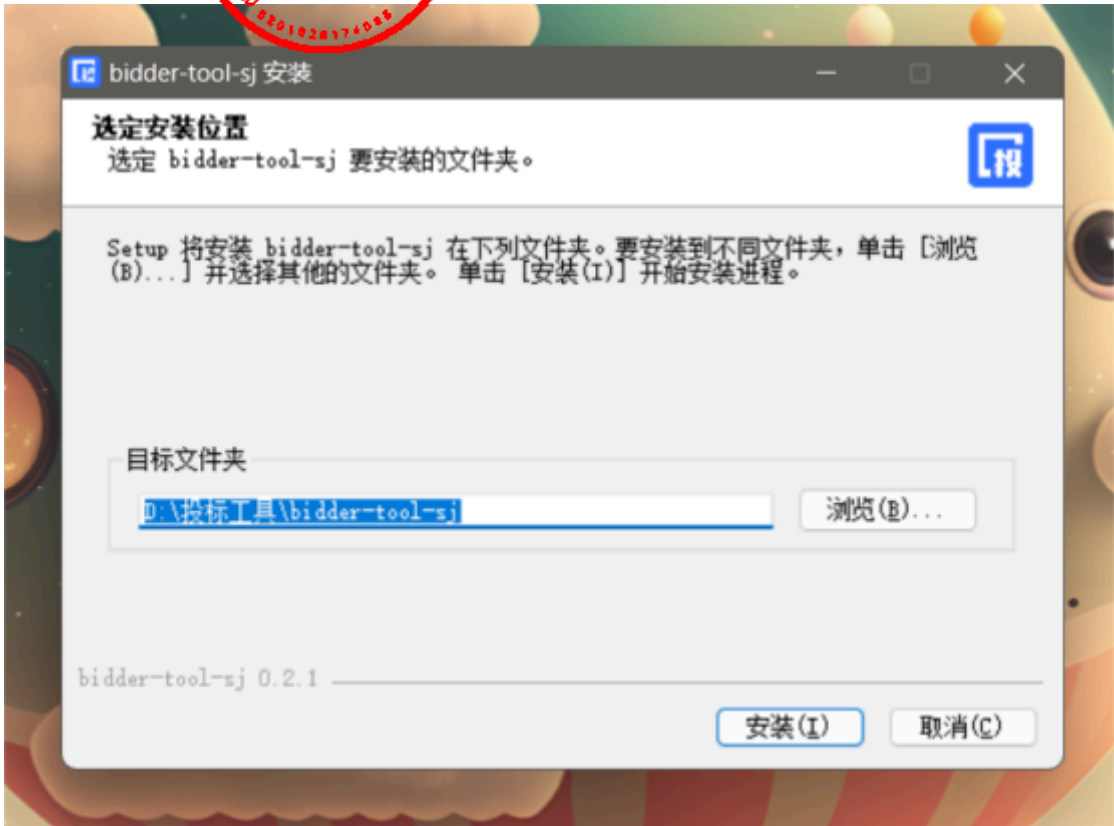 bidder-tool-sj 安装
选定安装位置
选定 bidder-tool-sj 要安装的文件夹。
投
Setup 将安装 bidder-tool-sj 在下列文件夹。要安装到不同文件夹，单击 [浏览
(B)...] 并选择其他的文件夹。 单击 [安装(I)] 开始安装进程。
目标文件夹
D:\投标工具\bidder-tool-sj
浏览(B)...
bidder-tool-sj 0.2.1
安装(I)
取消(C)